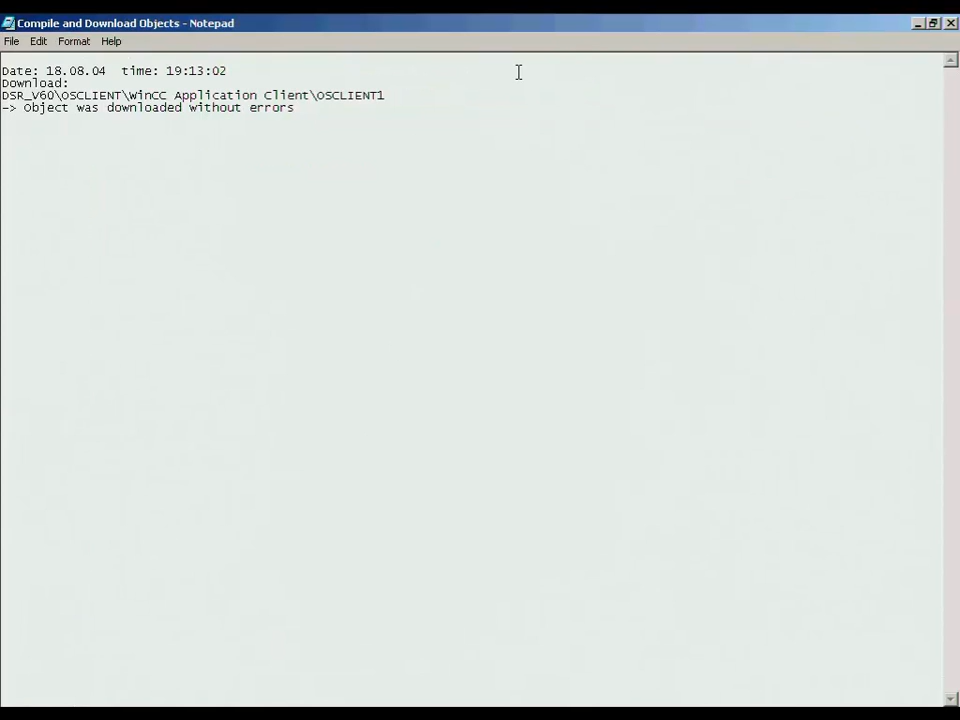 Compile and Download Objects - Notepad
File Edit Format Help
Date: 18.08.04 time: 19:13:02
Download:
DSR_V60\OSCLIENT\WinCC Application Client\OSCLIENT1
-> Object was downloaded without errors